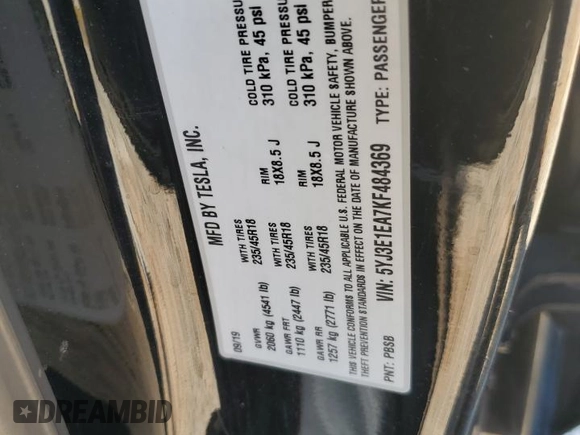 MFD BY TESLA, INC.
COLD TIRE PRESSU
310 kPa, 45 psi
09/19
GVWR
2060 kg (4541 lb)
WITH TIRES
235/45R18
RIM
18X8.5 J
COLD TIRE PRESSU
310 kPa, 45 psi
GAWR FRT
1110 kg (2447 lb)
WITH TIRES
235/45R18
RIM
18X8.5 J
GAWR RR
1257 kg (2771 lb)
WITH TIRES
235/45R18
THIS VEHICLE CONFORMS TO ALL APPLICABLE U.S. FEDERAL MOTOR VEHICLE SAFETY, BUMPER
THEFT PREVENTION STANDARDS IN EFFECT ON THE DATE OF MANUFACTURE SHOWN ABOVE.
VIN: 5YJ3E1EA7KF484369 TYPE: PASSENGER
PNT: PBSB
DREAMBID